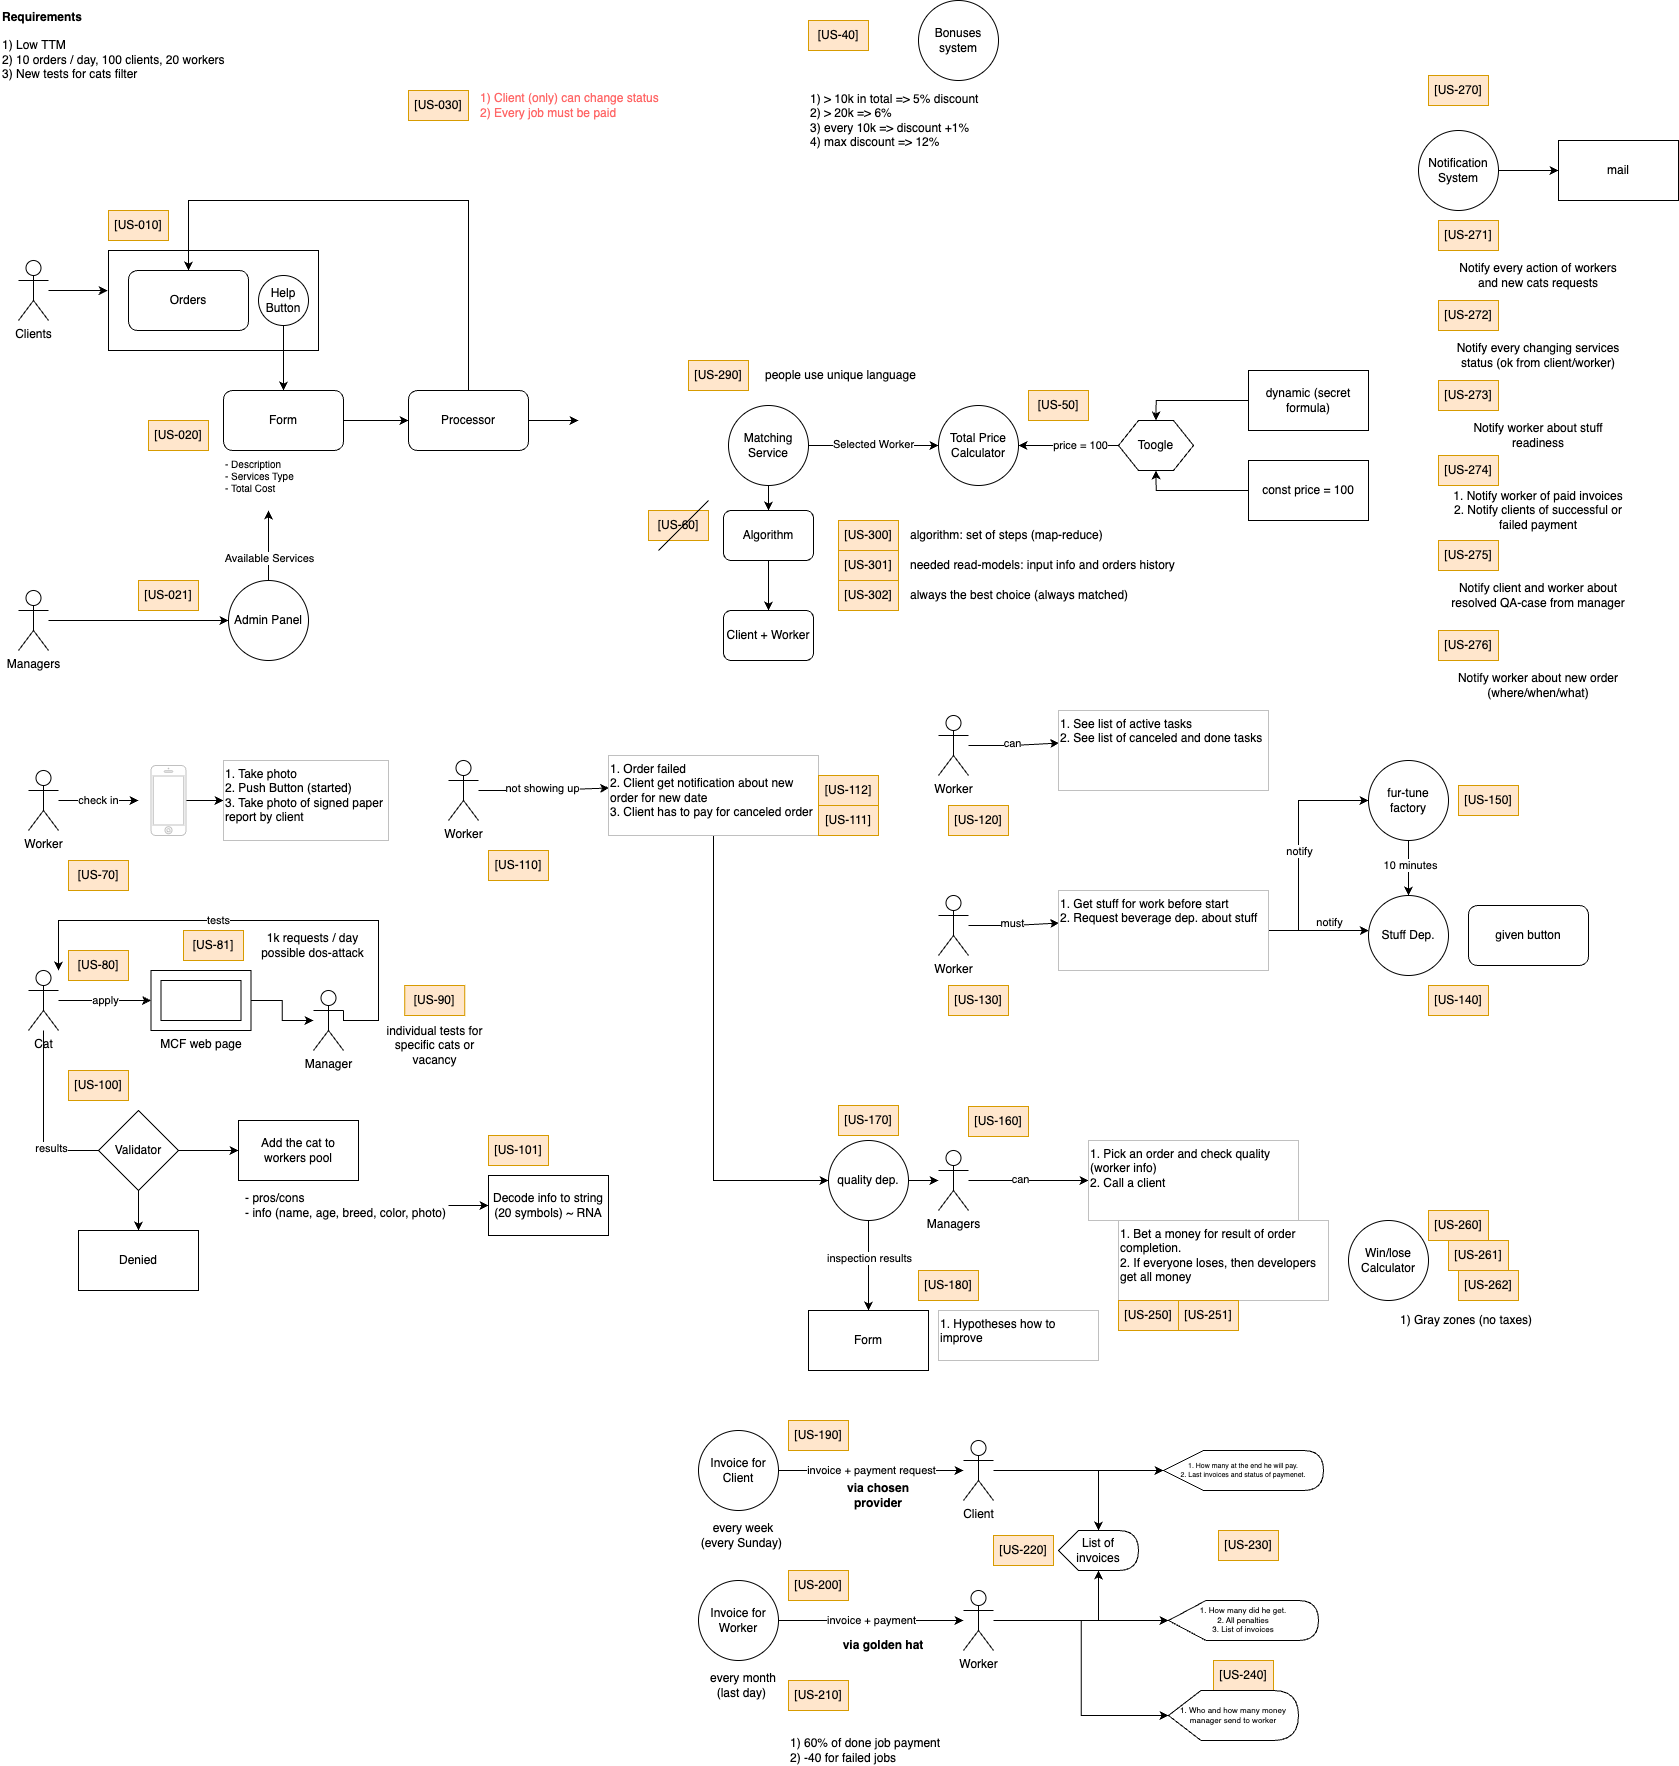 Requirements
1) Low TTM
2) 10 orders / day, 100 clients, 20 workers
3) New tests for cats filter
[US-030]
1) Client (only) can change status
2) Every job must be paid
[US-40]
Bonuses
system
1) > 10k in total => 5% discount
2) > 20k => 6%
3) every 10k => discount +1%
4) max discount => 12%
[US-270]
Notification
System
mail
[US-271]
Notify every action of workers
and new cats requests
[US-272]
Notify every changing services
status (ok from client/worker)
[US-273]
Notify worker about stuff
readiness
[US-274]
1. Notify worker of paid invoices
2. Notify clients of successful or
failed payment
[US-275]
Notify client and worker about
resolved QA-case from manager
[US-276]
Notify worker about new order
(where/when/what)
[US-010]
Clients
Orders
Help
Button
[US-020]
Form
Processor
- Description
- Services Type
- Total Cost
Available Services
[US-021]
Admin Panel
Managers
[US-290]
people use unique language
Matching
Service
Selected Worker
Total Price
Calculator
[US-50]
price = 100
Toogle
dynamic (secret
formula)
const price = 100
[US-60]
Algorithm
Client + Worker
[US-300]
algorithm: set of steps (map-reduce)
[US-301]
needed read-models: input info and orders history
[US-302]
always the best choice (always matched)
Worker
check in
1. Take photo
2. Push Button (started)
3. Take photo of signed paper
report by client
[US-70]
Worker
not showing up
1. Order failed
2. Client get notification about new
order for new date
3. Client has to pay for canceled order
[US-112]
[US-111]
[US-110]
Worker
can
1. See list of active tasks
2. See list of canceled and done tasks
[US-120]
Worker
must
1. Get stuff for work before start
2. Request beverage dep. about stuff
[US-130]
notify
notify
fur-tune
factory
[US-150]
10 minutes
Stuff Dep.
given button
[US-140]
tests
[US-80]
[US-81]
1k requests / day
possible dos-attack
Cat
apply
MCF web page
Manager
[US-90]
individual tests for
specific cats or
vacancy
[US-100]
results
Validator
Add the cat to
workers pool
Denied
- pros/cons
- info (name, age, breed, color, photo)
[US-101]
Decode info to string
(20 symbols) ~ RNA
[US-170]
quality dep.
[US-160]
Managers
can
1. Pick an order and check quality
(worker info)
2. Call a client
1. Bet a money for result of order
completion.
2. If everyone loses, then developers
get all money
[US-250]
[US-251]
Win/lose
Calculator
[US-260]
[US-261]
[US-262]
1) Gray zones (no taxes)
inspection results
[US-180]
Form
1. Hypotheses how to
improve
[US-190]
Invoice for
Client
invoice + payment request
via chosen
provider
every week
(every Sunday)
Client
1. How many at the end he will pay.
2. Last invoices and status of paymenet.
[US-220]
List of
invoices
[US-230]
[US-200]
Invoice for
Worker
invoice + payment
via golden hat
every month
(last day)
Worker
1. How many did he get.
2. All penalties
3. List of invoices
[US-240]
1. Who and how many money
manager send to worker
[US-210]
1) 60% of done job payment
2) -40 for failed jobs